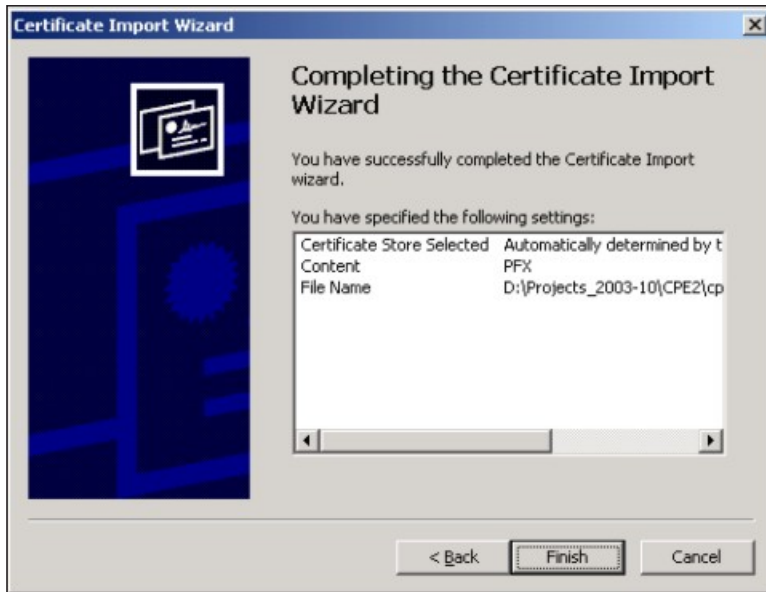 Certificate Import Wizard
Completing the Certificate Import
Wizard
You have successfully completed the Certificate Import
wizard.
You have specified the following settings:
Certificate Store Selected Automatically determined by t
Content PFX
File Name D:\Projects_2003-10\CPE2\cp
< Back Finish Cancel